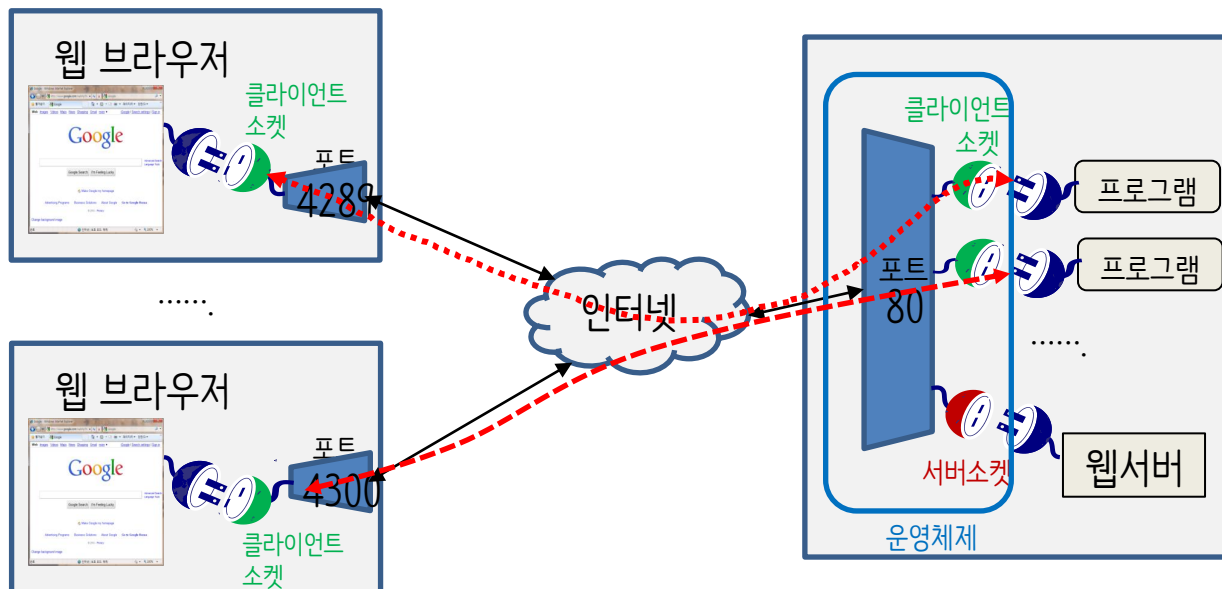 웹 브라우저
클라이언트
소켓
Google
포트
4289
…….
웹 브라우저
Google
포트
4300
클라이언트
소켓
인터넷
클라이언트
소켓
포트
80
프로그램
프로그램
…….
서버소켓
웹서버
운영체제